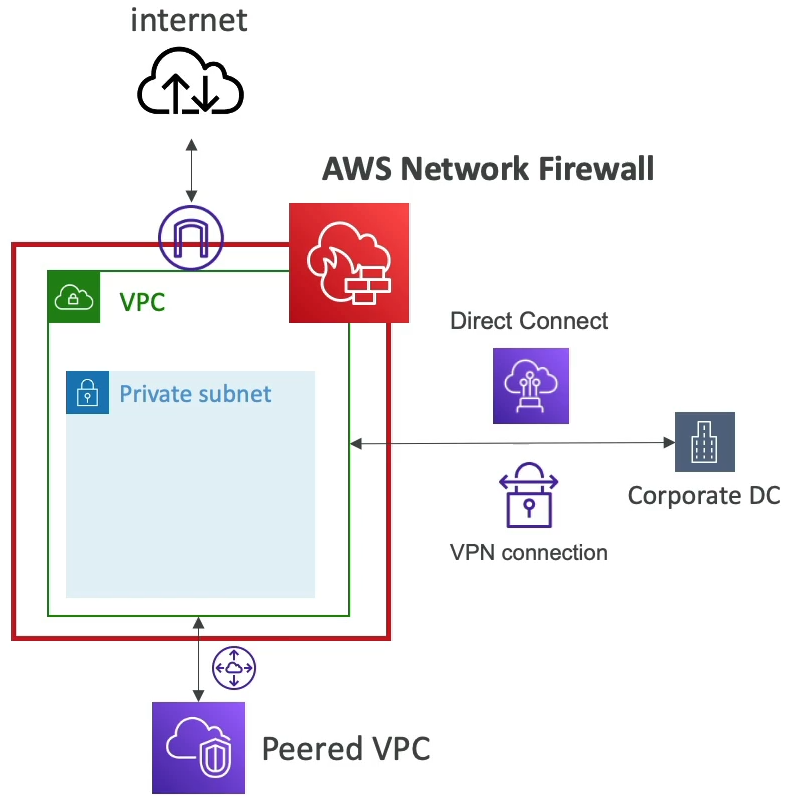 internet
AWS Network Firewall
VPC
Direct Connect
Private subnet
Corporate DC
VPN connection
Peered VPC